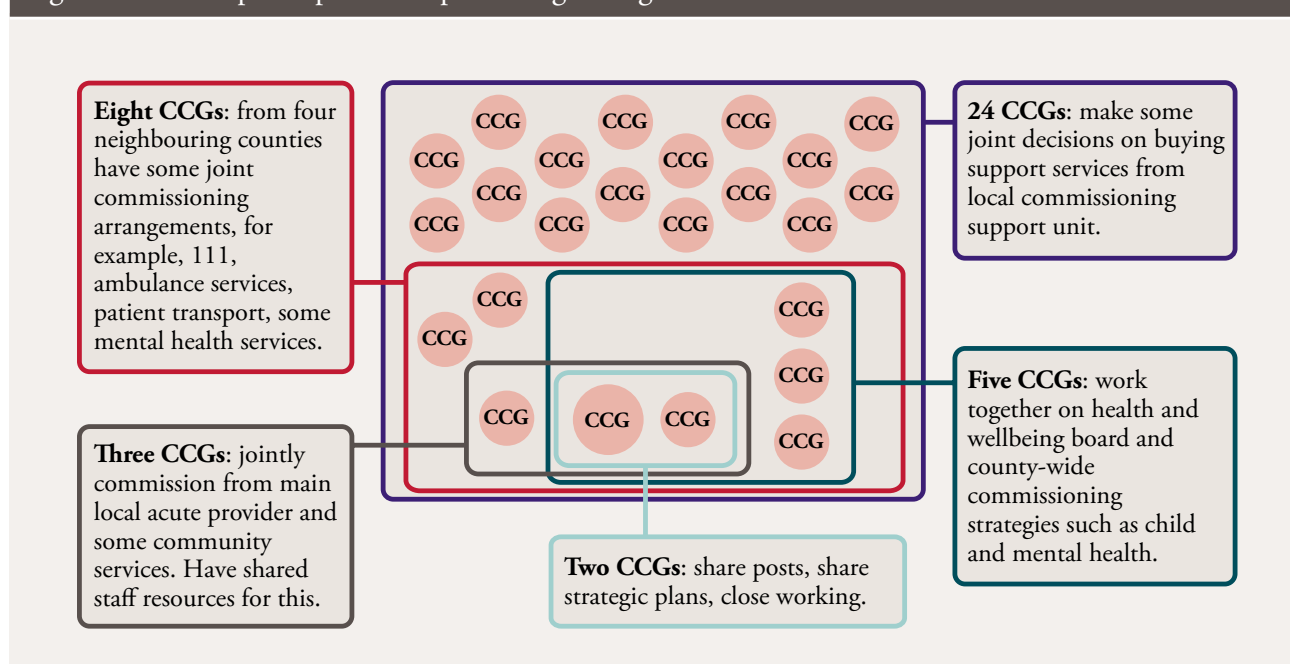 Eight CCGs: from four
neighbouring counties
have some joint
commissioning
arrangements, for
example, 111,
ambulance services,
patient transport, some
mental health services.
Three CCGs: jointly
commission from main
local acute provider and
some community
services. Have shared
staff resources for this.
CCG CCG CCG CCG
CCG CCG CCG CCG
CCG CCG CCG CCG
CCG CCG CCG CCG
CCG CCG
CCG
CCG
CCG CCG CCG
CCG
24 CCGs: make some
joint decisions on buying
support services from
local commissioning
support unit.
Five CCGs: work
together on health and
wellbeing board and
county-wide
commissioning
strategies such as child
and mental health.
Two CCGs: share posts, share
strategic plans, close working.